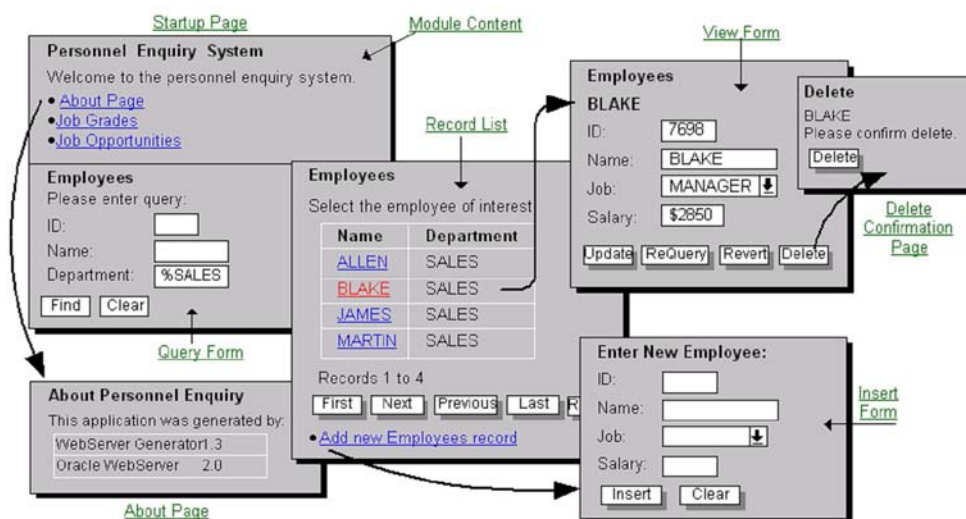 Startup Page
Module Content
Personnel Enquiry System
Welcome to the personnel enquiry system.
About Page
Job Grades
Job Opportunities
Employees
Please enter query:
ID:
Name:
Department: %SALES
Find Clear
Query Form
About Personnel Enquiry
This application was generated by:
WebServer Generator1.3
Oracle WebServer 2.0
About Page
Record List
Employees
Select the employee of interest
Name Department
ALLEN SALES
BLAKE SALES
JAMES SALES
MARTIN SALES
Records 1 to 4
First Next Previous Last R
Add new Employees record
View Form
Employees
BLAKE
ID: 7698
Name: BLAKE
Job: MANAGER
Salary: $2850
Update ReQuery Revert Delete
Delete
BLAKE
Please confirm delete.
Delete
Delete
Confirmation
Page
Enter New Employee:
ID:
Name:
Job:
Salary:
Insert Clear
Insert
Form